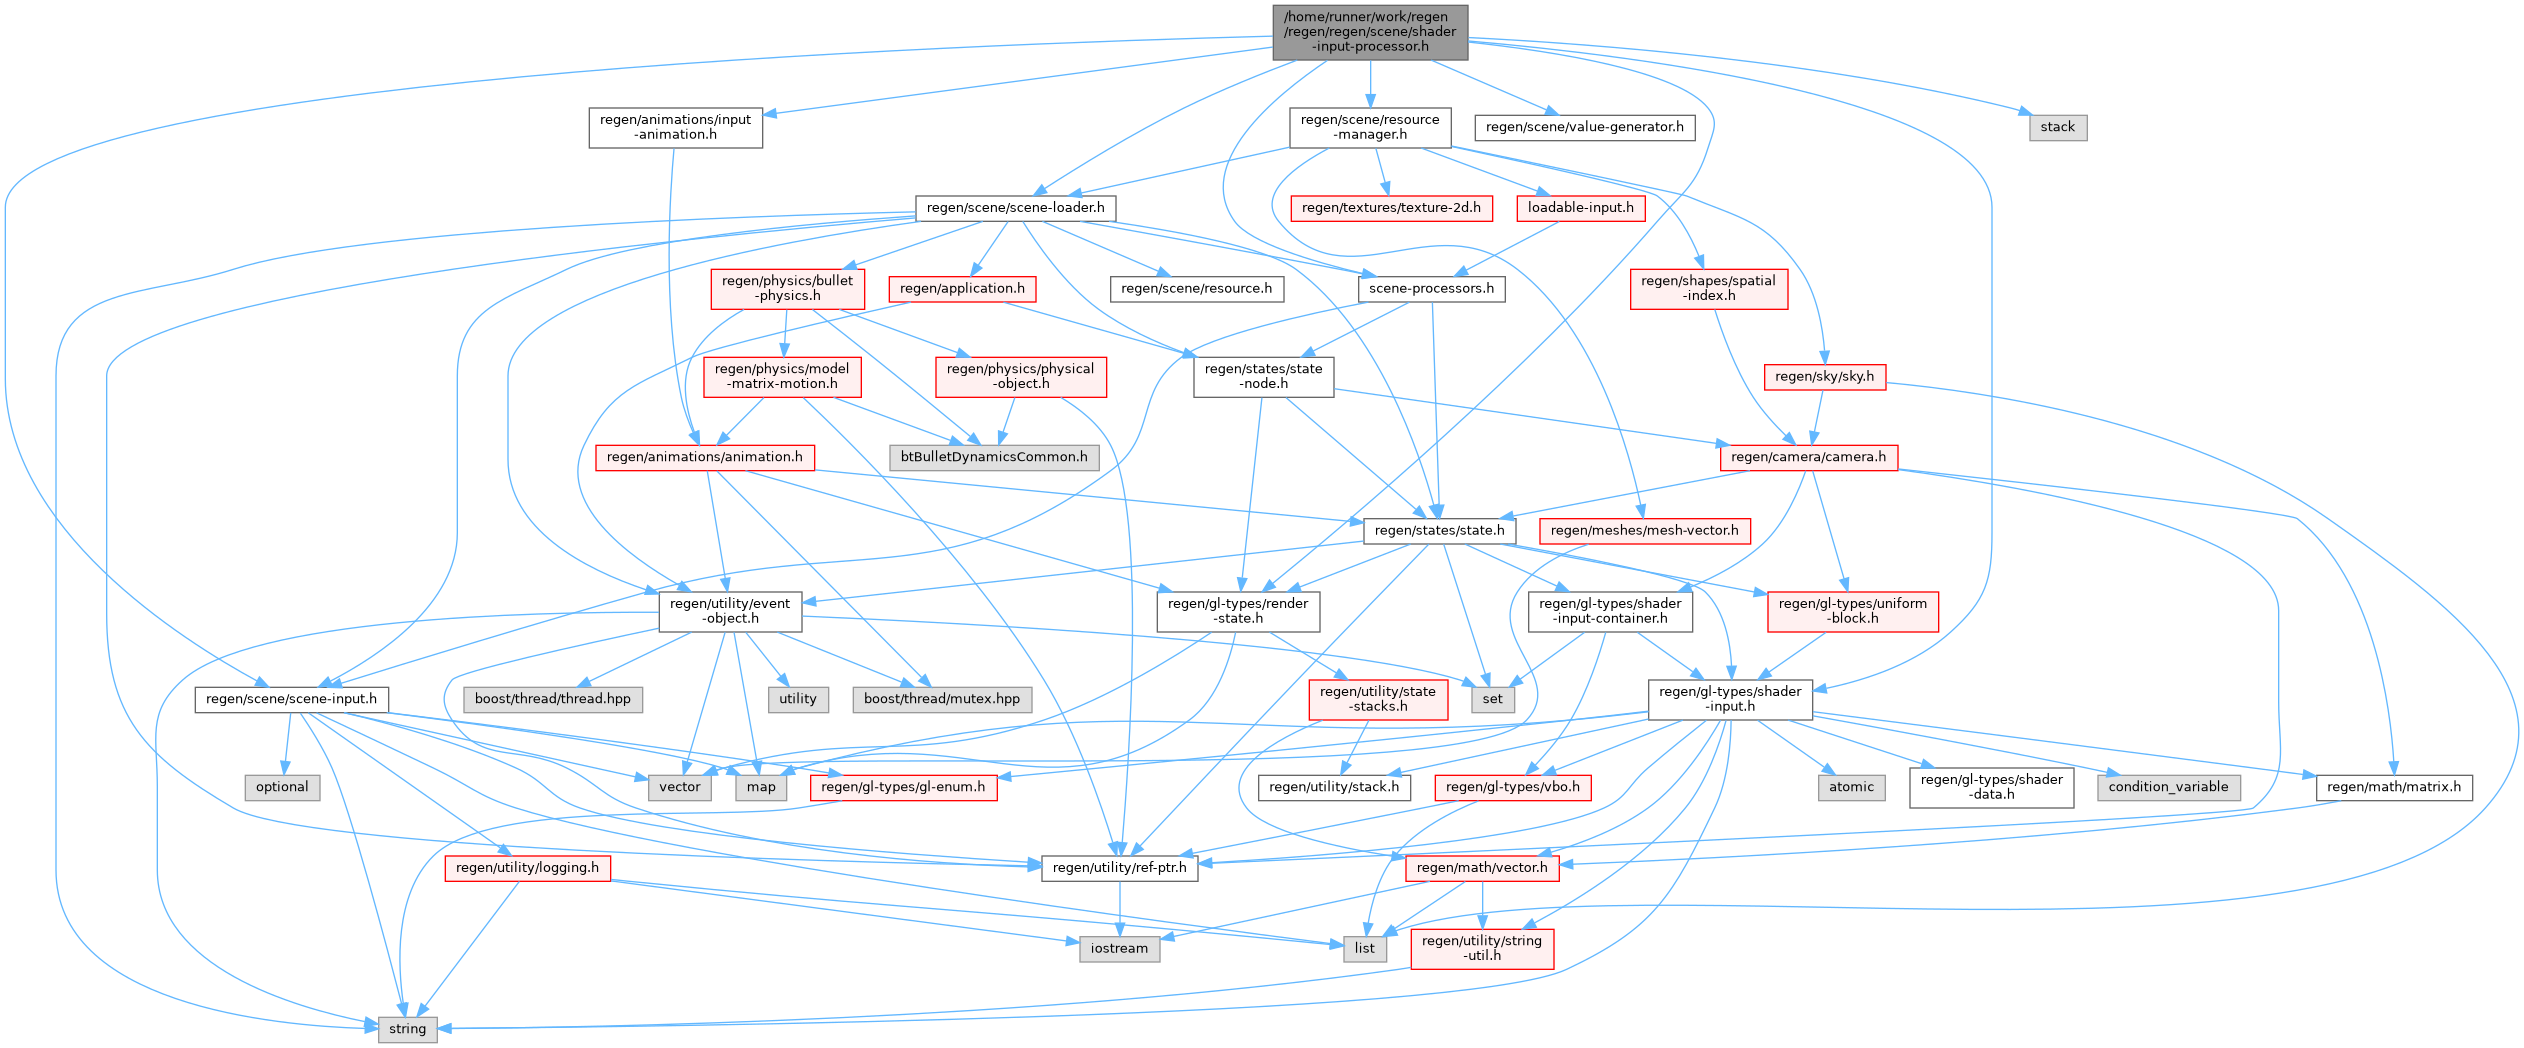 /home/runner/work/regen
/regen/regen/scene/shader
-input-processor.h
regen/animations/input
-animation.h
regen/scene/resource
-manager.h
regen/scene/value-generator.h
stack
regen/scene/scene-loader.h
regen/textures/texture-2d.h
loadable-input.h
regen/physics/bullet
-physics.h
regen/application.h
regen/scene/resource.h
scene-processors.h
regen/shapes/spatial
-index.h
regen/physics/model
-matrix-motion.h
regen/physics/physical
-object.h
regen/states/state
-node.h
regen/sky/sky.h
regen/animations/animation.h
btBulletDynamicsCommon.h
regen/camera/camera.h
regen/states/state.h
regen/meshes/mesh-vector.h
regen/utility/event
-object.h
regen/gl-types/render
-state.h
regen/gl-types/shader
-input-container.h
regen/gl-types/uniform
-block.h
regen/scene/scene-input.h
boost/thread/thread.hpp
utility
boost/thread/mutex.hpp
regen/utility/state
-stacks.h
set
regen/gl-types/shader
-input.h
optional
vector
map
regen/gl-types/gl-enum.h
regen/utility/stack.h
regen/gl-types/vbo.h
atomic
regen/gl-types/shader
-data.h
condition_variable
regen/math/matrix.h
regen/utility/logging.h
regen/utility/ref-ptr.h
regen/math/vector.h
iostream
list
regen/utility/string
-util.h
string